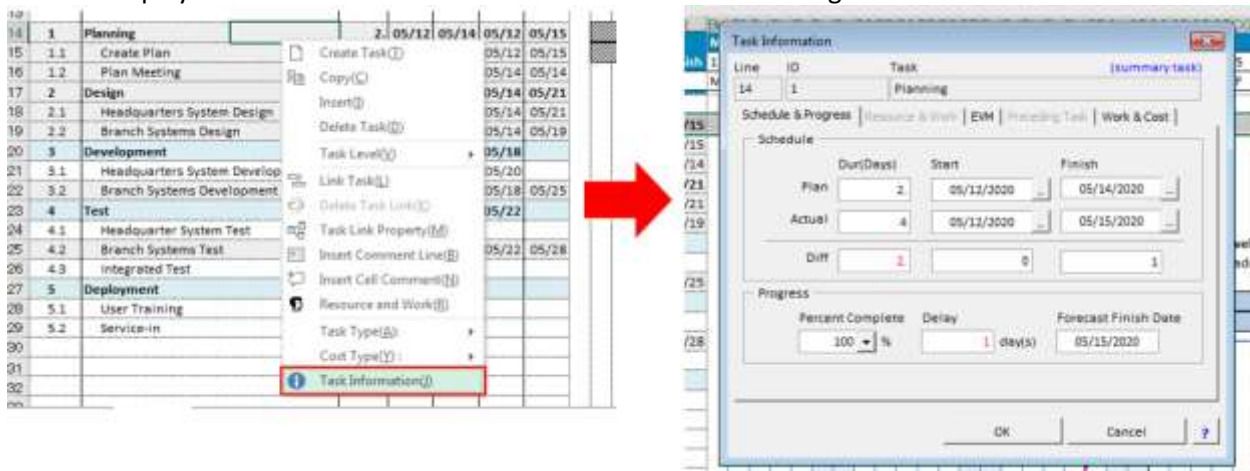 14 1 Planning 2. 05/12 05/14 05/12 05/15
15 1.1 Create Plan 05/12 05/15
16 1.2 Plan Meeting 05/14 05/14
17 2 Design 05/14 05/21
18 2.1 Headquarters System Design 05/14 05/21
19 2.2 Branch Systems Design 05/14 05/19
20 3 Development 05/18
21 3.1 Headquarters System Develop 05/20
22 3.2 Branch Systems Development 05/18 05/25
23 4 Test 05/22
24 4.1 Headquarter System Test
25 4.2 Branch Systems Test 05/22 05/28
26 4.3 Integrated Test
27 5 Deployment
28 5.1 User Training
29 5.2 Service-in
30
31
32
Create Task(T)
Copy(C)
Insert(I)
Delete Task(D)
Task Level(V)
Link Task(L)
Delete Task Link(K)
Task Link Property(M)
Insert Comment Line(B)
Insert Cell Comment(N)
Resource and Work(R)
Task Type(A)
Cost Type(Y) :
Task Information(J)
Task Information
Line ID Task (summary task)
14 1 Planning
Schedule & Progress Resource & Work EVM Preceding Task Work & Cost
Schedule
Dur(Days) Start Finish
Plan 2 05/12/2020 ... 05/14/2020 ...
Actual 4 05/12/2020 ... 05/15/2020 ...
Diff 2 0 1
Progress
Percent Complete Delay Forecast Finish Date
100 % 1 day(s) 05/15/2020
OK Cancel ?
/15
/15
/14
/21
/21
/19
/25
/28